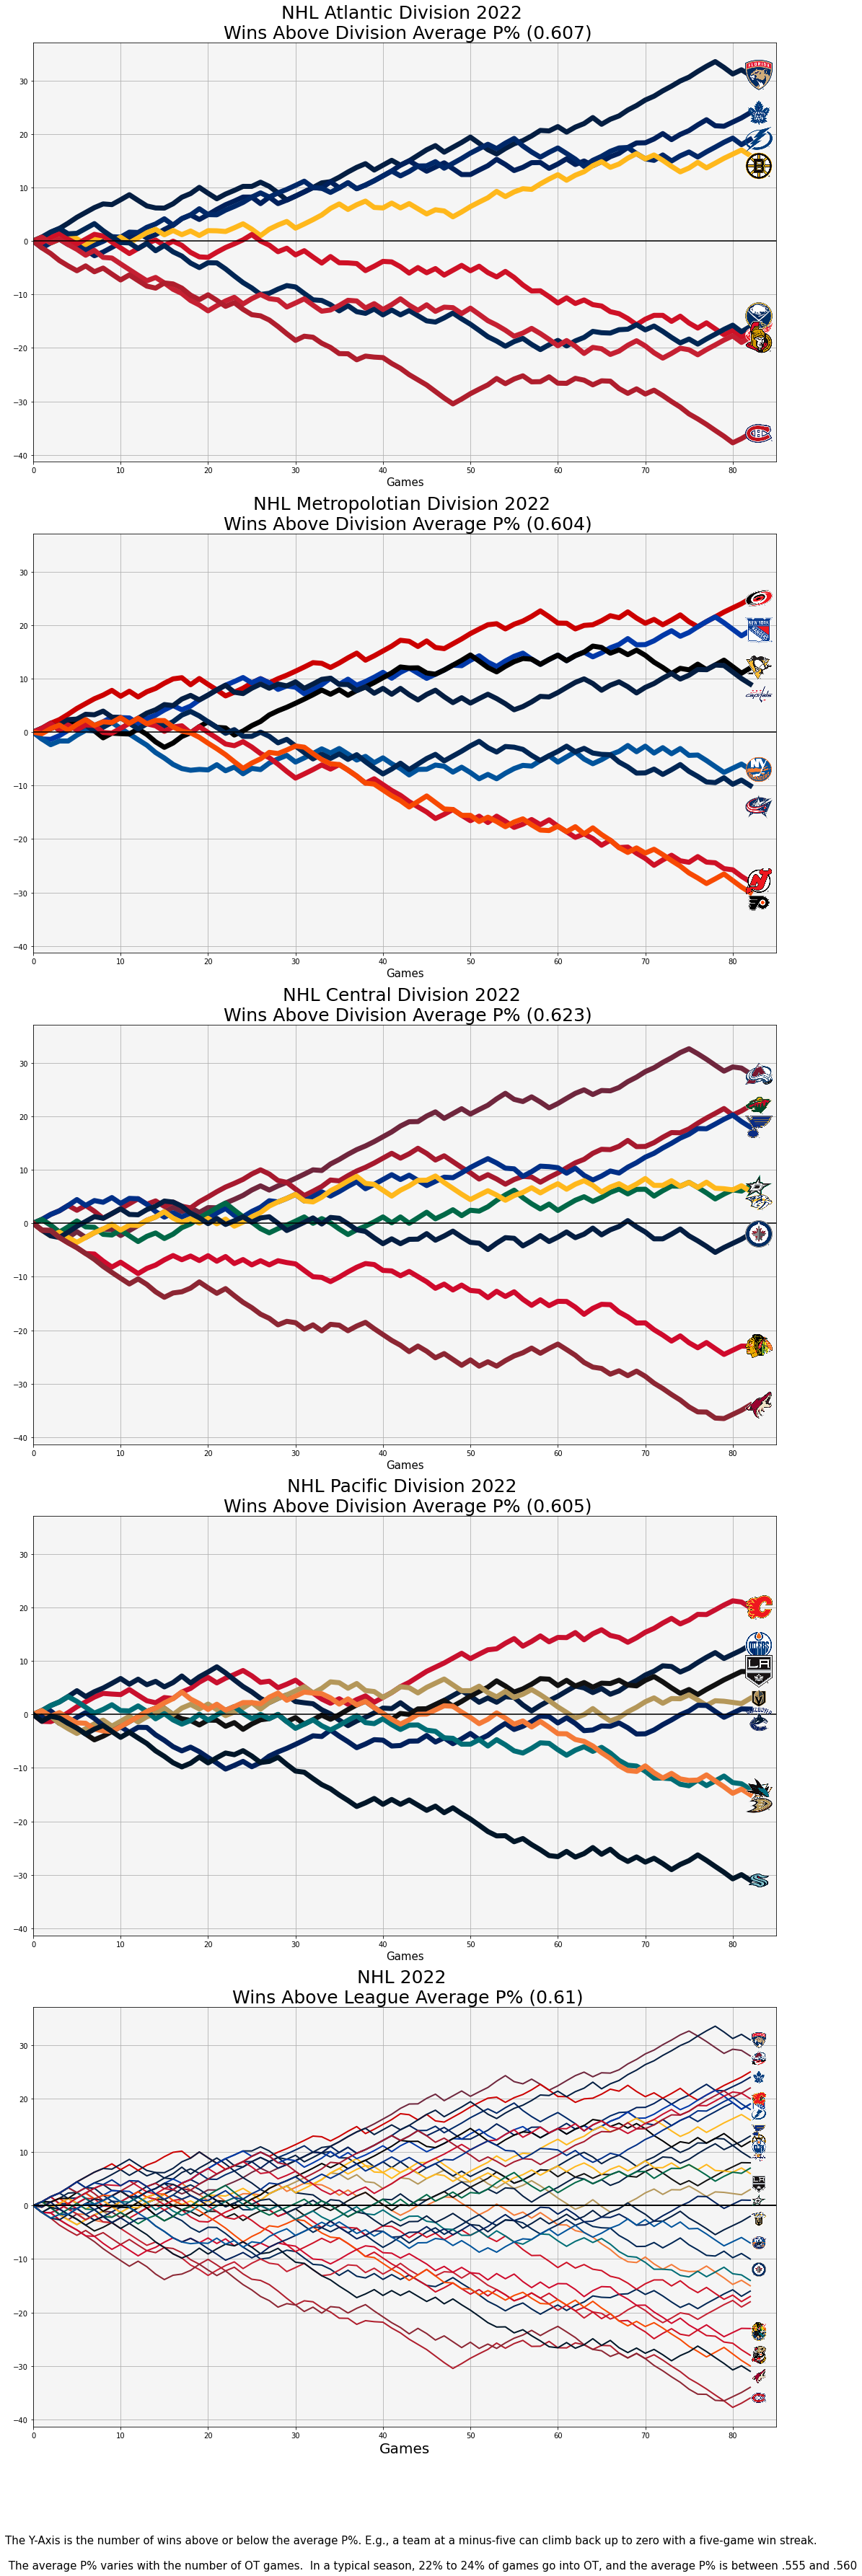 NHL Atlantic Division 2022
Wins Above Division Average P% (0.607)
30
20
10
0
−10
−20
−30
−40
0 10 20 30 40 50 60 70 80
Games
NHL Metropolotian Division 2022
Wins Above Division Average P% (0.604)
30
20
10
0
−10
−20
−30
−40
0 10 20 30 40 50 60 70 80
Games
NHL Central Division 2022
Wins Above Division Average P% (0.623)
30
20
10
0
−10
−20
−30
−40
0 10 20 30 40 50 60 70 80
Games
NHL Pacific Division 2022
Wins Above Division Average P% (0.605)
30
20
10
0
−10
−20
−30
−40
0 10 20 30 40 50 60 70 80
Games
NHL 2022
Wins Above League Average P% (0.61)
30
20
10
0
−10
−20
−30
−40
0 10 20 30 40 50 60 70 80
Games
The Y-Axis is the number of wins above or below the average P%. E.g., a team at a minus-five can climb back up to zero with a five-game win streak.
The average P% varies with the number of OT games. In a typical season, 22% to 24% of games go into OT, and the average P% is between .555 and .560